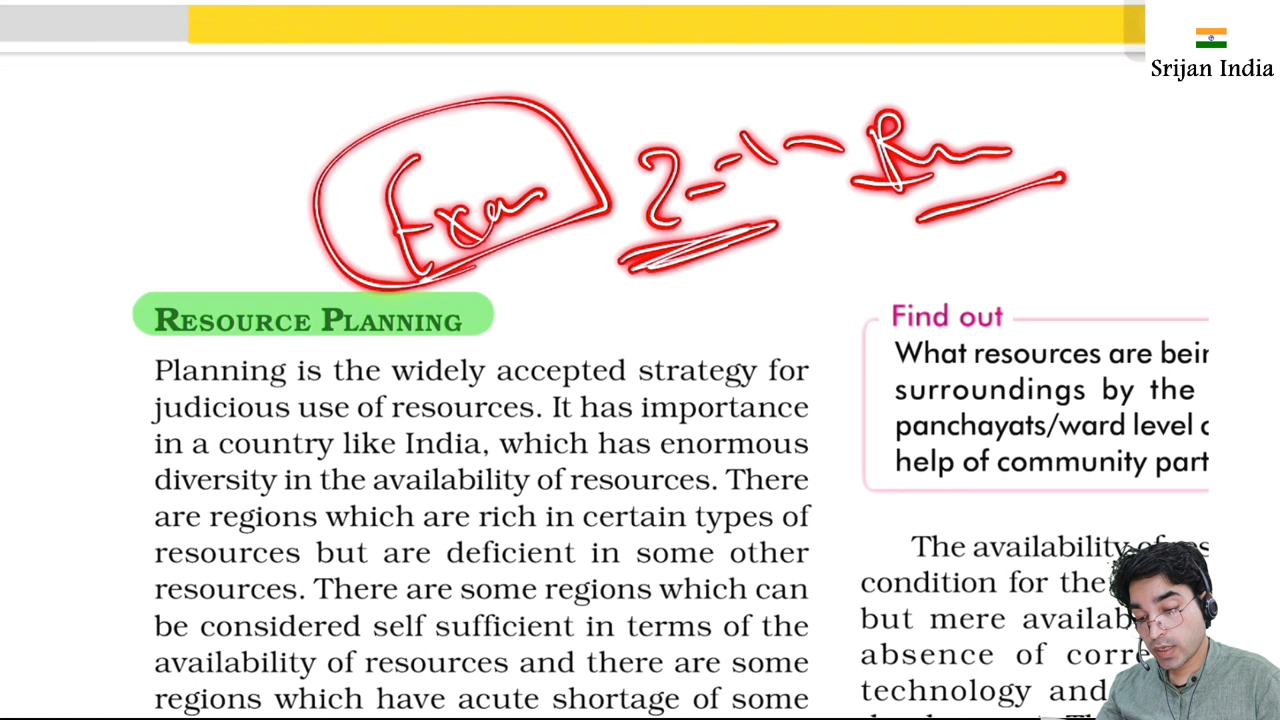 Srijan India
Exam
RESOURCE PLANNING
Planning is the widely accepted strategy for
judicious use of resources. It has importance
in a country like India, which has enormous
diversity in the availability of resources. There
are regions which are rich in certain types of
resources but are deficient in some other
resources. There are some regions which can
be considered self sufficient in terms of the
availability of resources and there are some
regions which have acute shortage of some
Find out
What resources are bein
surroundings by the
panchayats/ward level
help of community part
The availability of
condition for the
but mere availab
absence of corre
technology and